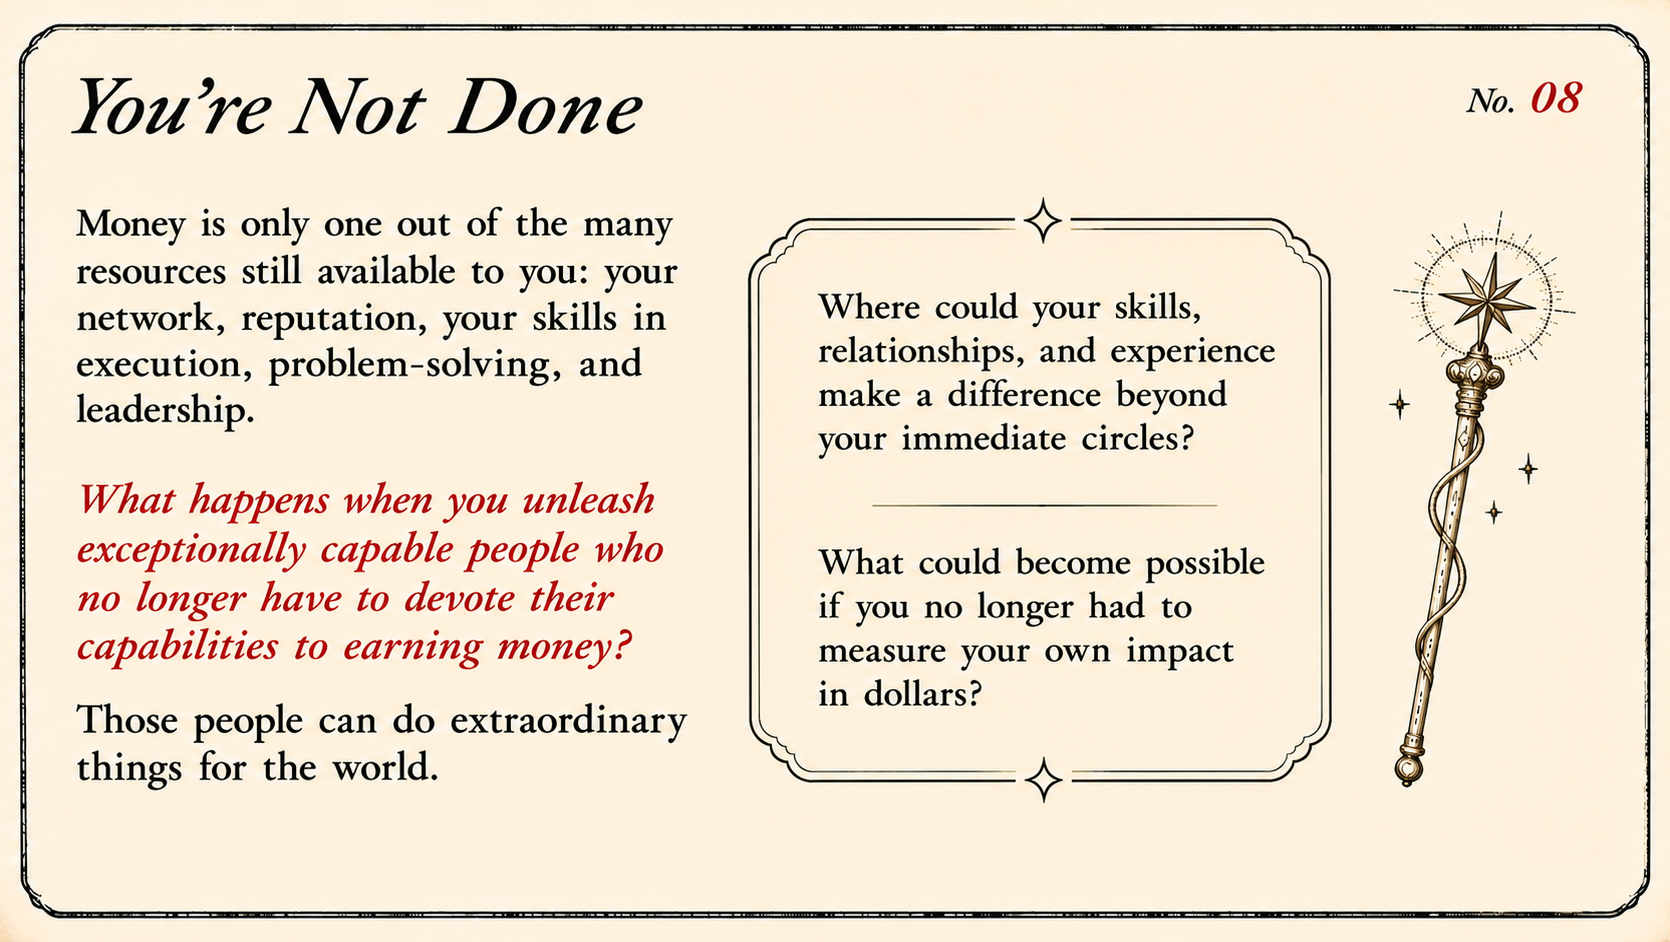 You're Not Done
No. 08
Money is only one out of the many
resources still available to you: your
network, reputation, your skills in
execution, problem-solving, and
leadership.
What happens when you unleash
exceptionally capable people who
no longer have to devote their
capabilities to earning money?
Those people can do extraordinary
things for the world.
Where could your skills,
relationships, and experience
make a difference beyond
your immediate circles?
What could become possible
if you no longer had to
measure your own impact
in dollars?